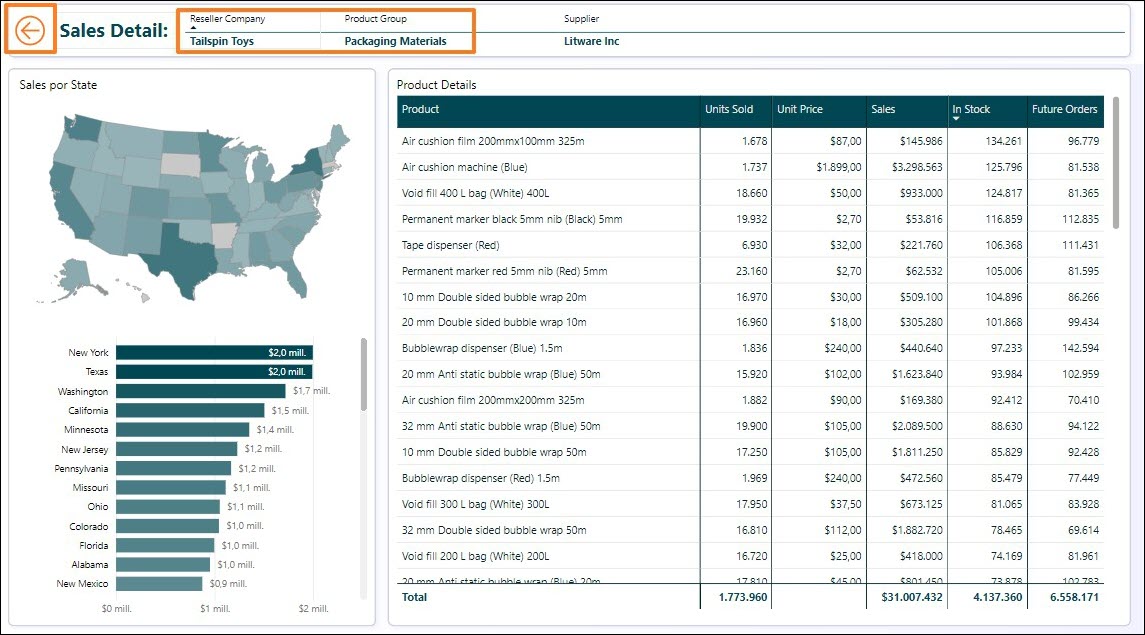 Sales Detail:
Reseller Company Product Group Supplier
Tailspin Toys Packaging Materials Litware Inc
Sales por State
New York $2,0 mill.
Texas $2,0 mill.
Washington $1,7 mill.
California $1,5 mill.
Minnesota $1,4 mill.
New Jersey $1,2 mill.
Pennsylvania $1,2 mill.
Missouri $1,1 mill.
Ohio $1,1 mill.
Colorado $1,0 mill.
Florida $1,0 mill.
Alabama $1,0 mill.
New Mexico $0,9 mill.
$0 mill. $1 mill. $2 mill.
Product Details
Product Units Sold Unit Price Sales In Stock Future Orders
Air cushion film 200mmx100mm 325m 1.678 $87,00 $145.986 134.261 96.779
Air cushion machine (Blue) 1.737 $1.899,00 $3.298.563 125.796 81.538
Void fill 400 L bag (White) 400L 18.660 $50,00 $933.000 124.817 81.365
Permanent marker black 5mm nib (Black) 5mm 19.932 $2,70 $53.816 116.859 112.835
Tape dispenser (Red) 6.930 $32,00 $221.760 106.368 111.431
Permanent marker red 5mm nib (Red) 5mm 23.160 $2,70 $62.532 105.006 81.595
10 mm Double sided bubble wrap 20m 16.970 $30,00 $509.100 104.896 86.266
20 mm Double sided bubble wrap 10m 16.960 $18,00 $305.280 101.868 99.434
Bubblewrap dispenser (Blue) 1.5m 1.836 $240,00 $440.640 97.233 142.594
20 mm Anti static bubble wrap (Blue) 50m 15.920 $102,00 $1.623.840 93.984 102.959
Air cushion film 200mmx200mm 325m 1.882 $90,00 $169.380 92.412 70.410
32 mm Anti static bubble wrap (Blue) 50m 19.900 $105,00 $2.089.500 88.630 94.122
10 mm Double sided bubble wrap 50m 17.250 $105,00 $1.811.250 85.829 92.428
Bubblewrap dispenser (Red) 1.5m 1.969 $240,00 $472.560 85.479 77.449
Void fill 300 L bag (White) 300L 17.950 $37,50 $673.125 81.065 83.928
32 mm Double sided bubble wrap 50m 16.810 $112,00 $1.882.720 78.465 69.614
Void fill 200 L bag (White) 200L 16.720 $25,00 $418.000 74.169 81.961
20 mm Anti static bubble wrap (Blue) 20m 17.810 $45,00 $801.450 73.878 102.783
Total 1.773.960 $31.007.432 4.137.360 6.558.171